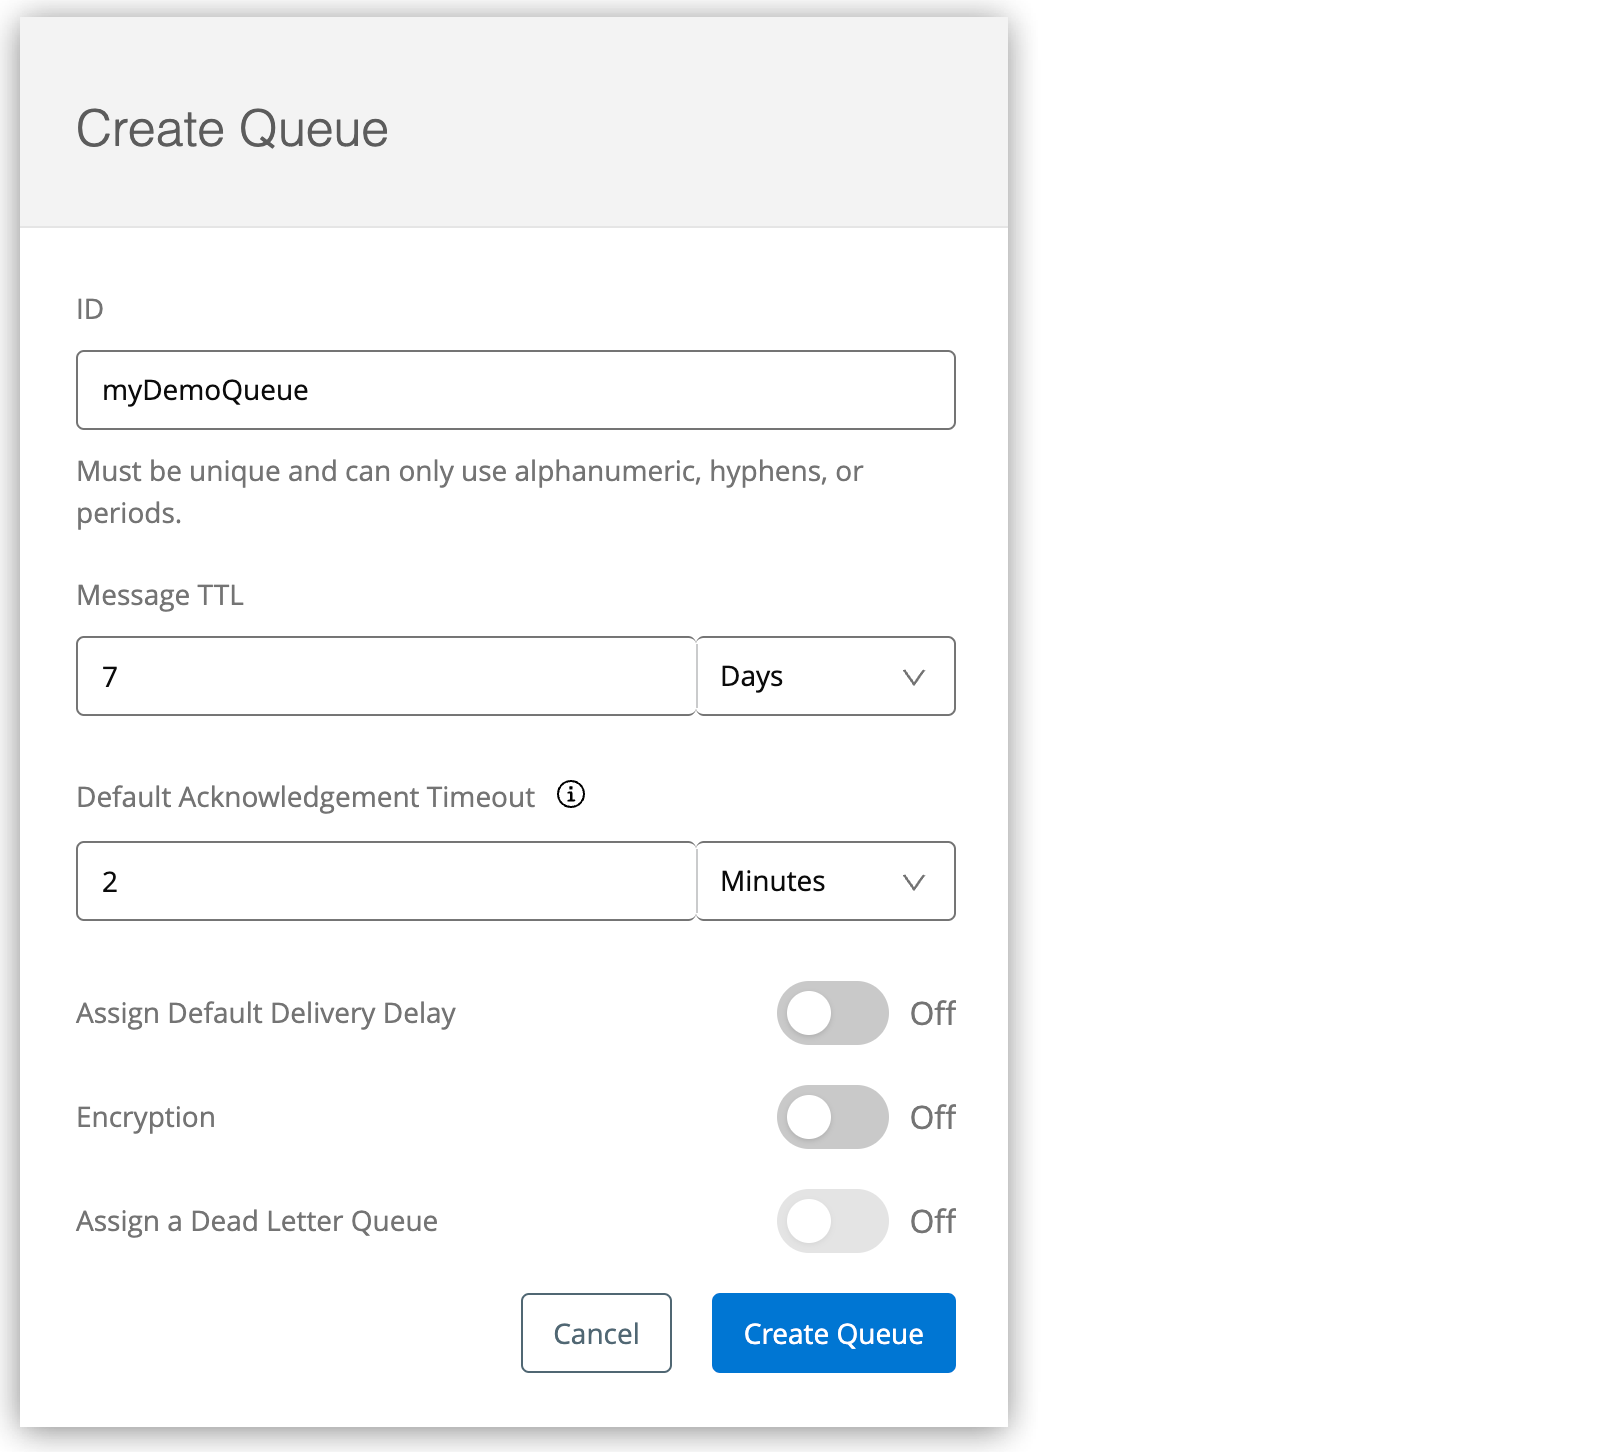 Create Queue
ID
myDemoQueue
Must be unique and can only use alphanumeric, hyphens, or
periods.
Message TTL
7 Days
Default Acknowledgement Timeout
2 Minutes
Assign Default Delivery Delay Off
Encryption Off
Assign a Dead Letter Queue Off
Cancel Create Queue